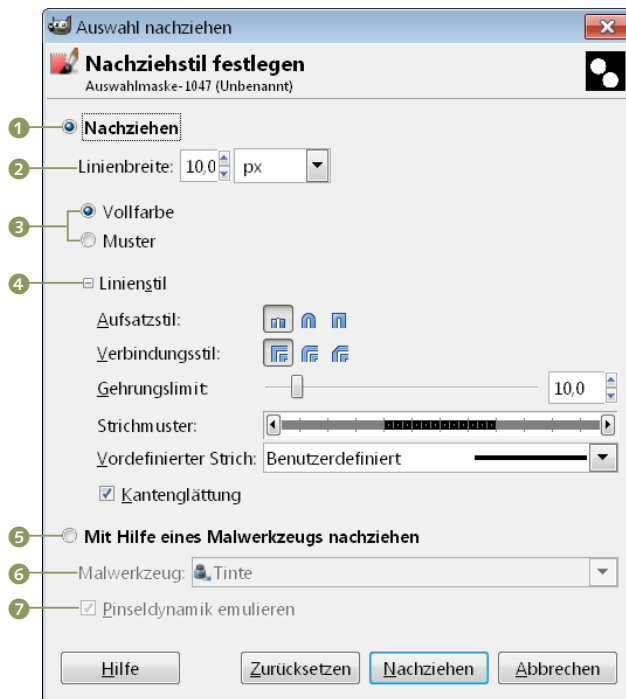 Auswahl nachziehen
Nachziehstil festlegen
Auswahlmaske-1047 (Unbenannt)
1 Nachziehen
2 Linienbreite: 10,0 px
3 Vollfarbe
Muster
4 Linienstil
Aufsatzstil:
Verbindungsstil:
Gehrungslimit: 10,0
Strichmuster:
Vordefinierter Strich: Benutzerdefiniert
Kantenglättung
5 Mit Hilfe eines Malwerkzeugs nachziehen
6 Malwerkzeug: Tinte
7 Pinseldynamik emulieren
Hilfe Zurücksetzen Nachziehen Abbrechen